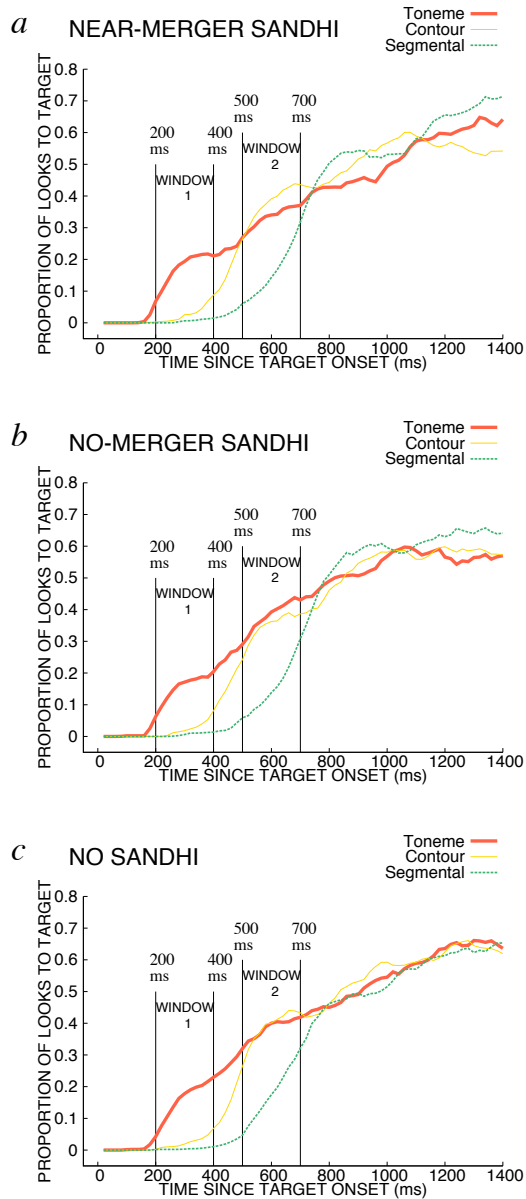 a
NEAR-MERGER SANDHI
Toneme
Contour
Segmental
PROPORTION OF LOOKS TO TARGET
0.8
0.7
0.6
0.5
0.4
0.3
0.2
0.1
0
200 ms
400 ms
500 ms
700 ms
WINDOW 1
WINDOW 2
200 400 600 800 1000 1200 1400
TIME SINCE TARGET ONSET (ms)
b
NO-MERGER SANDHI
Toneme
Contour
Segmental
PROPORTION OF LOOKS TO TARGET
0.8
0.7
0.6
0.5
0.4
0.3
0.2
0.1
0
200 ms
400 ms
500 ms
700 ms
WINDOW 1
WINDOW 2
200 400 600 800 1000 1200 1400
TIME SINCE TARGET ONSET (ms)
c
NO SANDHI
Toneme
Contour
Segmental
PROPORTION OF LOOKS TO TARGET
0.8
0.7
0.6
0.5
0.4
0.3
0.2
0.1
0
200 ms
400 ms
500 ms
700 ms
WINDOW 1
WINDOW 2
200 400 600 800 1000 1200 1400
TIME SINCE TARGET ONSET (ms)